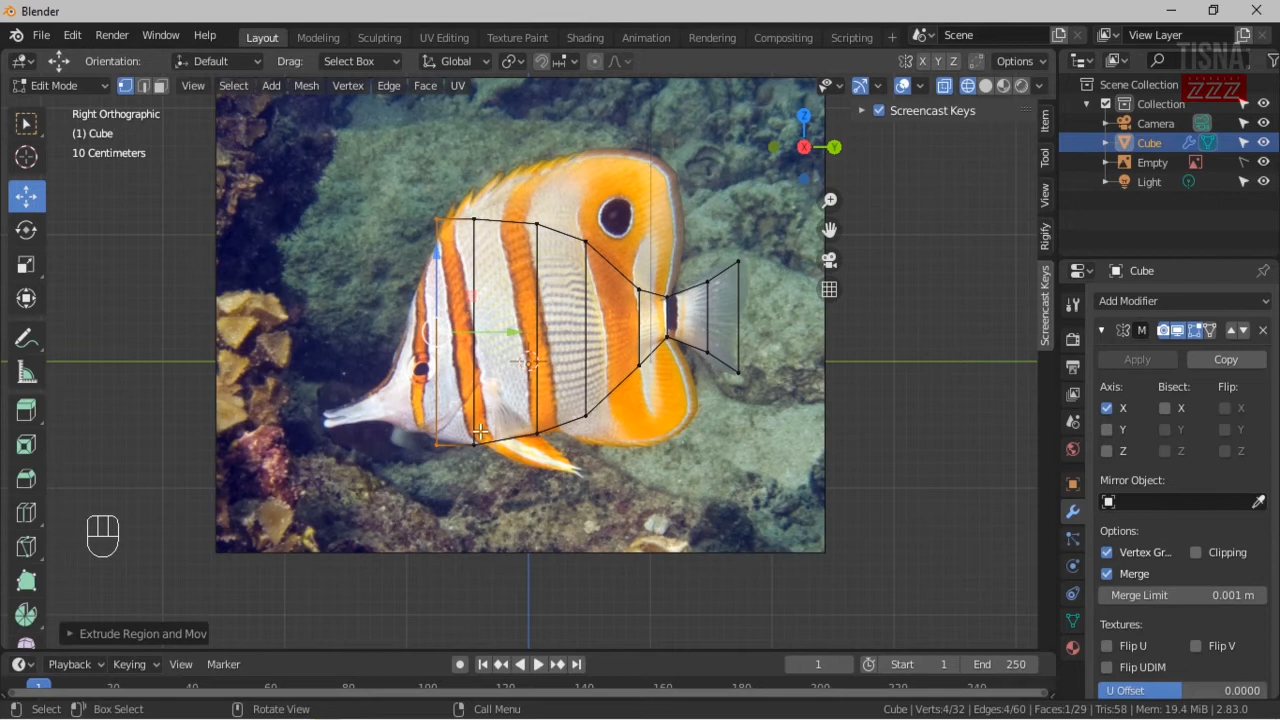 Blender
File Edit Render Window Help Layout Modeling Sculpting UV Editing Texture Paint Shading Animation Rendering Compositing Scripting + Scene View Layer
Orientation: Default Drag: Select Box Global X Y Z Options
TISNA
ZZZ
Edit Mode View Select Add Mesh Vertex Edge Face UV
Scene Collection
Collection
Camera
Cube
Empty
Light
Right Orthographic
(1) Cube
10 Centimeters
Screencast Keys
Z
X
Y
Item
Tool
View
Rigify
Screencast Keys
Cube
Add Modifier
M
Apply Copy
Axis: Bisect: Flip:
X X X
Y Y Y
Z Z Z
Mirror Object:
Options:
Vertex Gr... Clipping
Merge
Merge Limit 0.001 m
Textures:
Flip U Flip V
Flip UDIM
U Offset 0.0000
Extrude Region and Mov
Playback Keying View Marker 1 Start 1 End 250
1 20 80 120 140 160 180 200 240
Select Box Select Rotate View Call Menu Cube | Verts:4/32 | Edges:4/60 | Faces:1/29 | Tris:58 | Mem: 19.4 MiB | 2.83.0